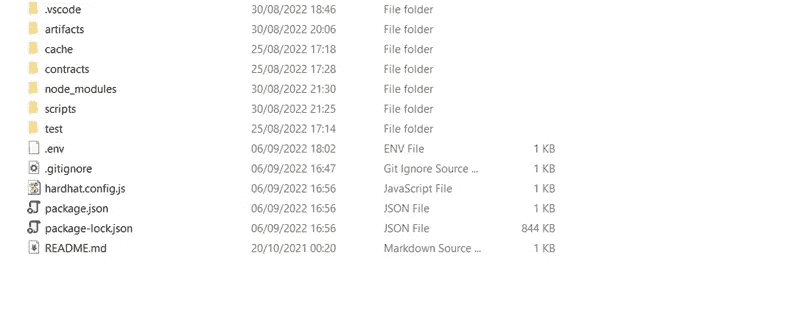 .vscode 30/08/2022 18:46 File folder
artifacts 30/08/2022 20:06 File folder
cache 25/08/2022 17:18 File folder
contracts 25/08/2022 17:28 File folder
node_modules 30/08/2022 21:30 File folder
scripts 30/08/2022 21:25 File folder
test 25/08/2022 17:14 File folder
.env 06/09/2022 18:02 ENV File 1 KB
.gitignore 06/09/2022 16:47 Git Ignore Source ... 1 KB
hardhat.config.js 06/09/2022 16:56 JavaScript File 1 KB
package.json 06/09/2022 16:56 JSON File 1 KB
package-lock.json 06/09/2022 16:56 JSON File 844 KB
README.md 20/10/2021 00:20 Markdown Source ... 1 KB